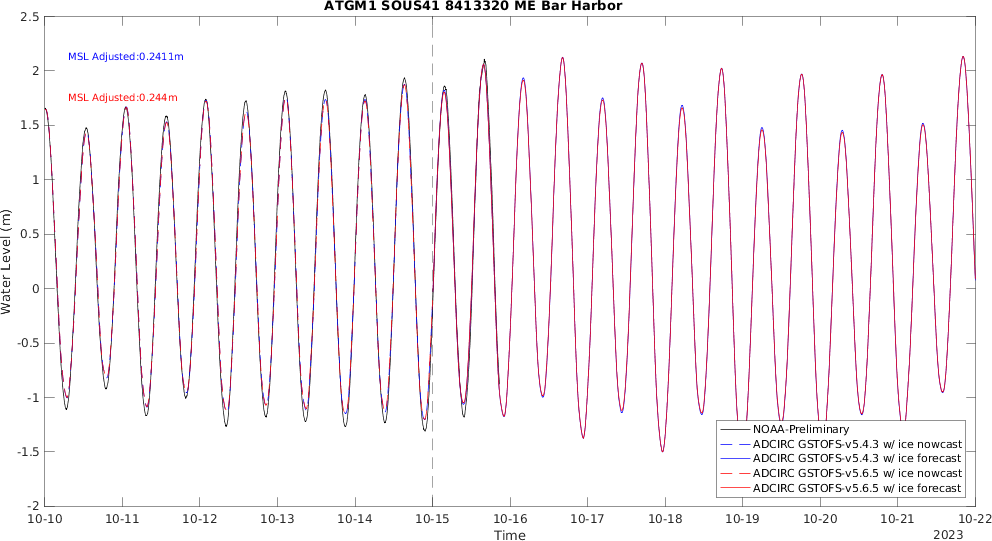 ATGM1 SOUS41 8413320 ME Bar Harbor
2.5
MSL Adjusted:0.2411m
2
MSL Adjusted:0.244m
1.5
1
0.5
Water Level (m)
0
-0.5
-1
NOAA-Preliminary
ADCIRC GSTOFS-v5.4.3 w/ ice nowcast
-1.5
ADCIRC GSTOFS-v5.4.3 w/ ice forecast
ADCIRC GSTOFS-v5.6.5 w/ ice nowcast
ADCIRC GSTOFS-v5.6.5 w/ ice forecast
-2
10-10 10-11 10-12 10-13 10-14 10-15 10-16 10-17 10-18 10-19 10-20 10-21 10-22
Time
2023